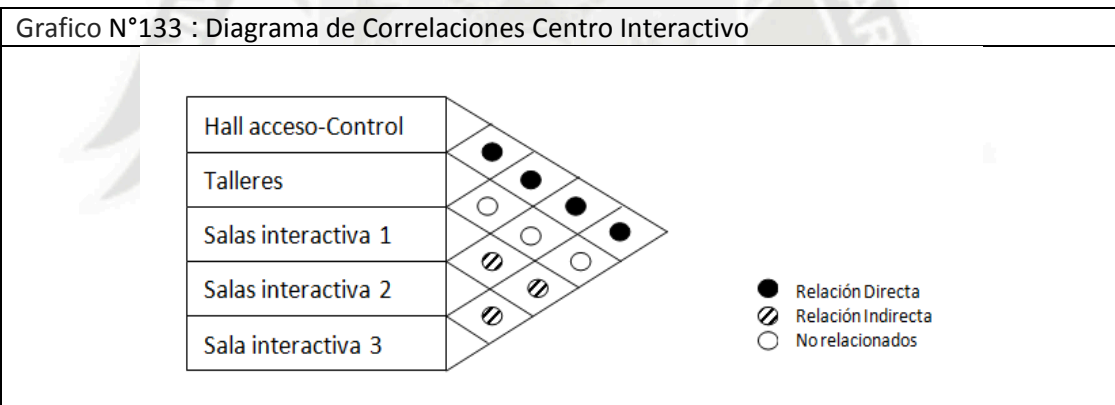 Grafico N°133 : Diagrama de Correlaciones Centro Interactivo
Hall acceso-Control
Talleres
Salas interactiva 1
Salas interactiva 2
Sala interactiva 3
Relación Directa
Relación Indirecta
No relacionados